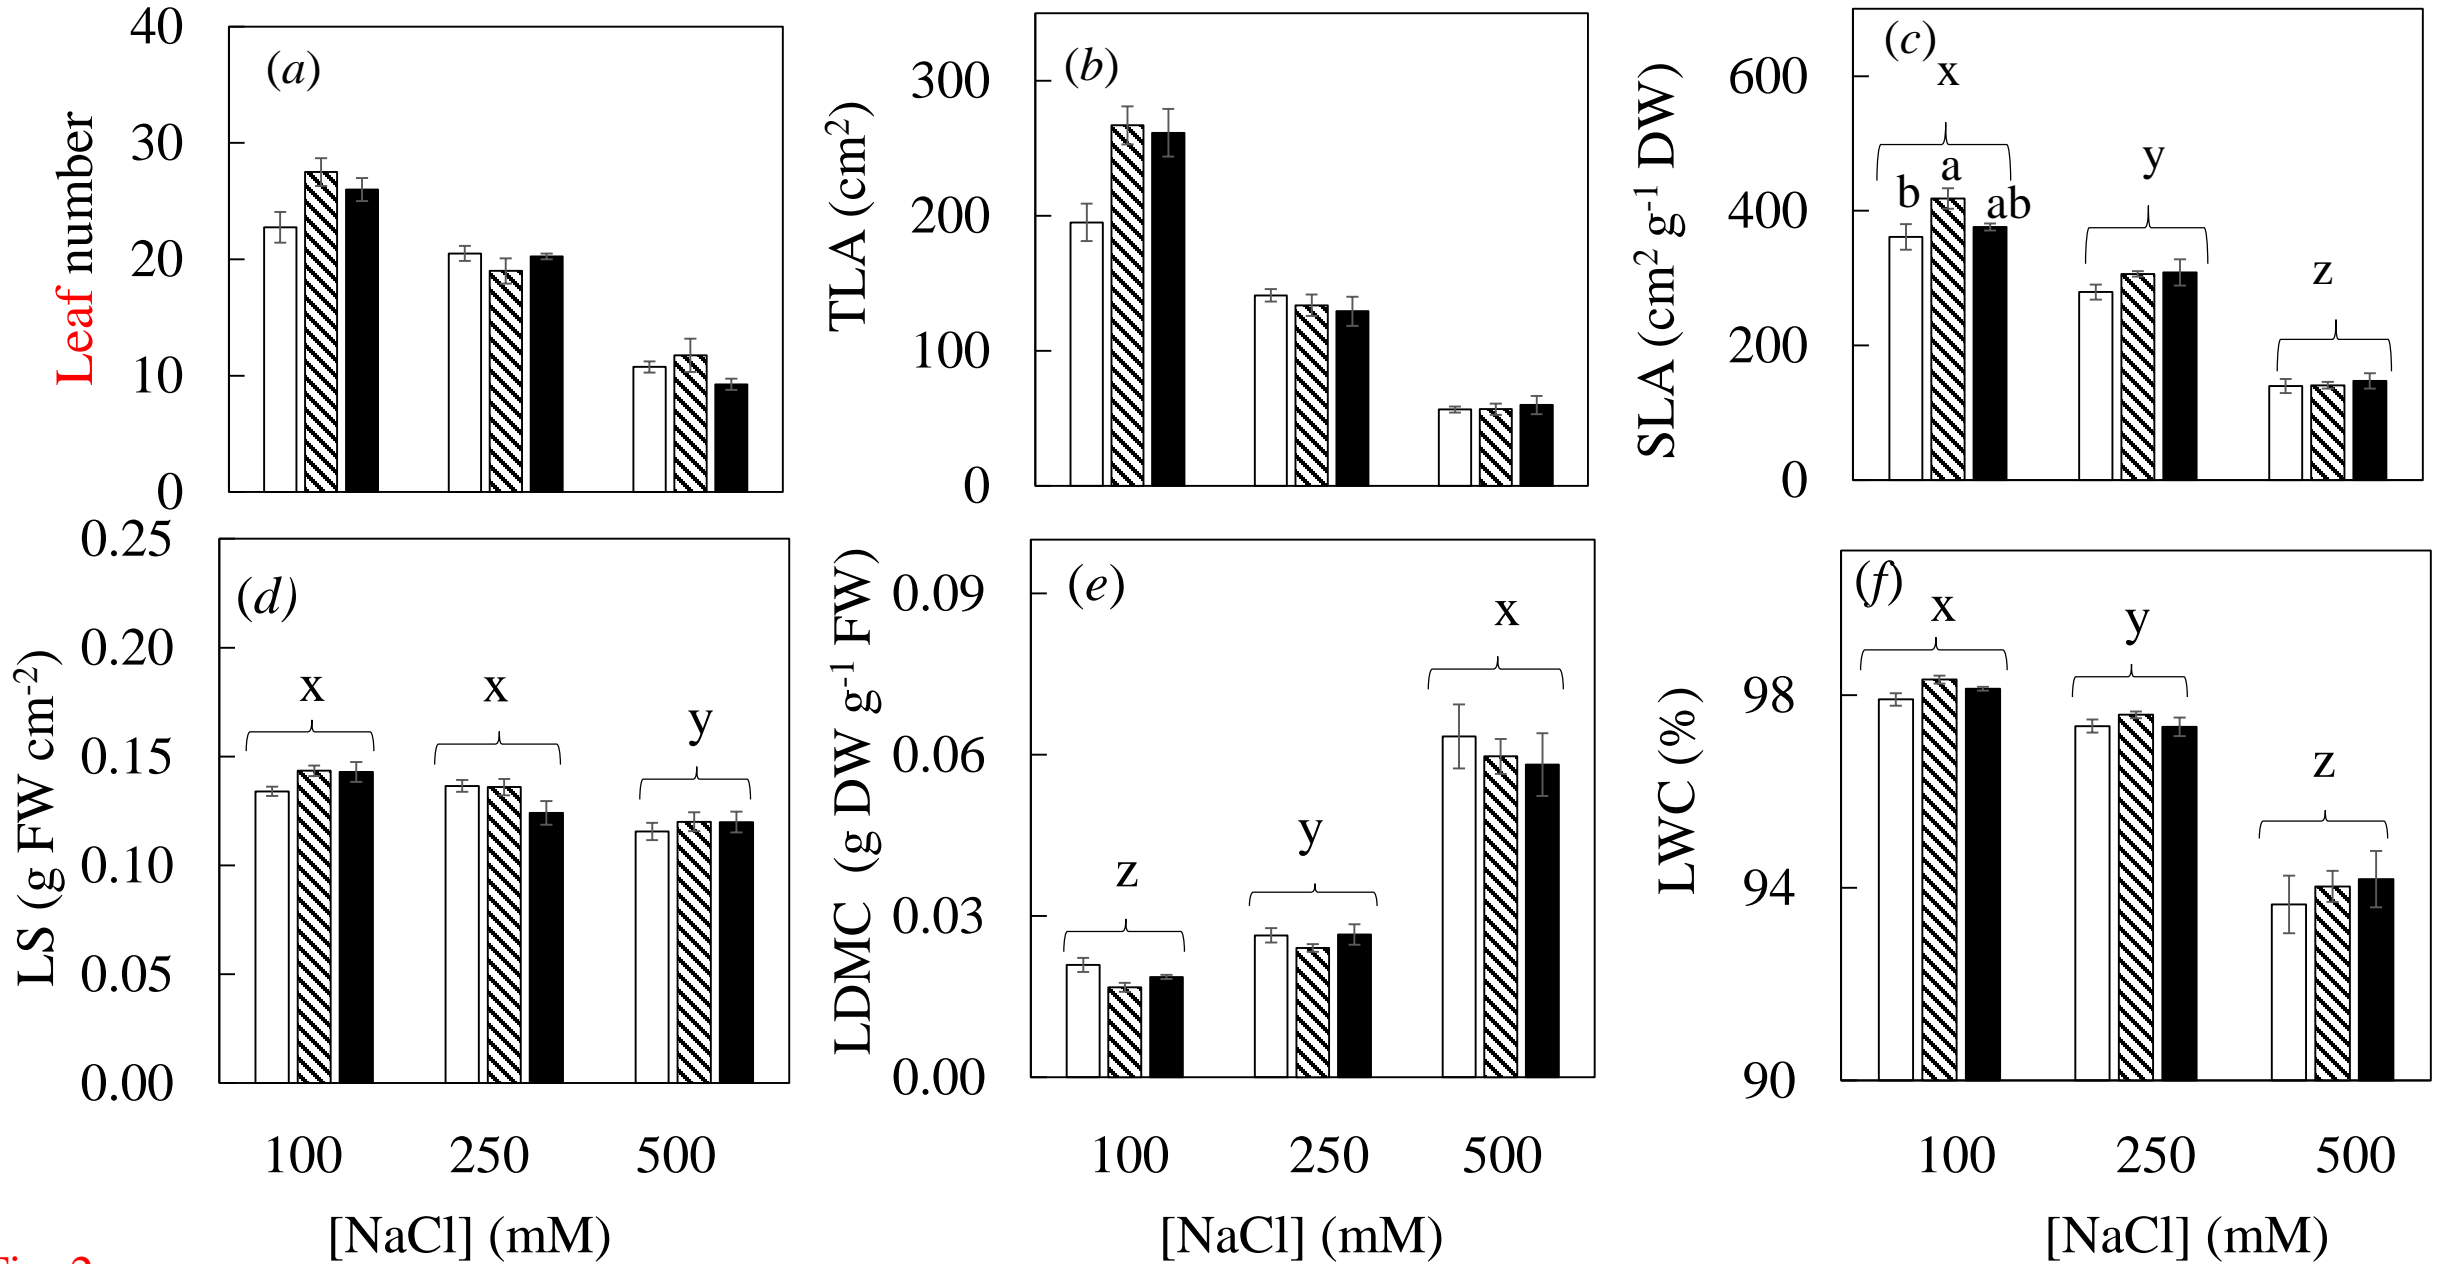 (a)
40
30
20
10
0
Leaf number
(b)
300
200
100
0
TLA (cm²)
(c)
600
400
200
0
SLA (cm² g⁻¹ DW)
x
b a ab
y
z
(d)
0.25
0.20
0.15
0.10
0.05
0.00
LS (g FW cm⁻²)
x x y
100 250 500
[NaCl] (mM)
(e)
0.09
0.06
0.03
0.00
LDMC (g DW g⁻¹ FW)
z y x
100 250 500
[NaCl] (mM)
(f)
98
94
90
LWC (%)
x y z
100 250 500
[NaCl] (mM)